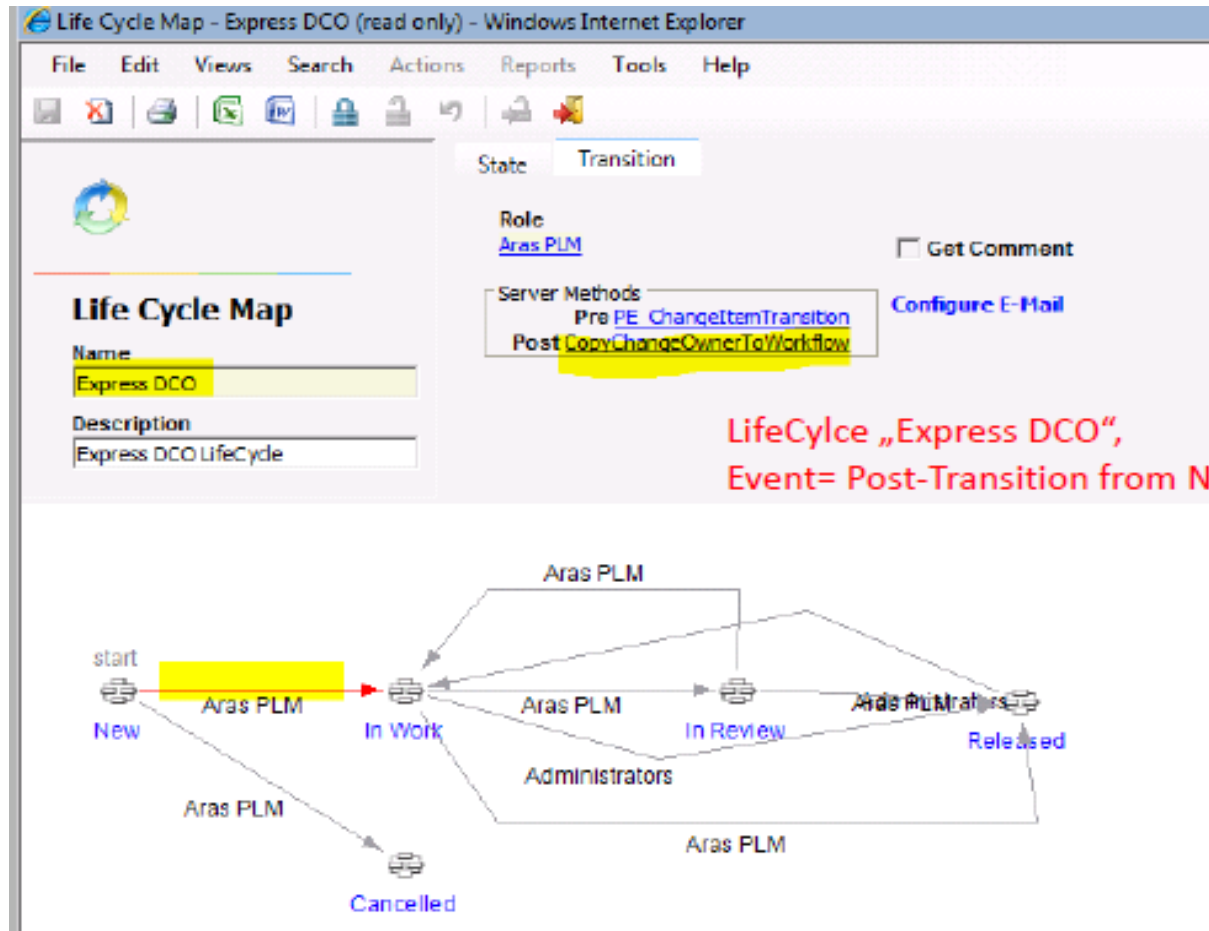 Life Cycle Map - Express DCO (read only) - Windows Internet Explorer
File Edit Views Search Actions Reports Tools Help
State Transition
Role
Aras PLM
Get Comment
Server Methods
Pre PE_ChangeItemTransition
Configure E-Mail
Post CopyChangeOwnerToWorkflow
Life Cycle Map
Name
Express DCO
Description
Express DCO LifeCycle
LifeCylce „Express DCO“,
Event= Post-Transition from N
Aras PLM
start
Aras PLM
Aras PLM
New
In Work
In Review
Released
Administrators
Aras PLM
Aras PLM
Cancelled